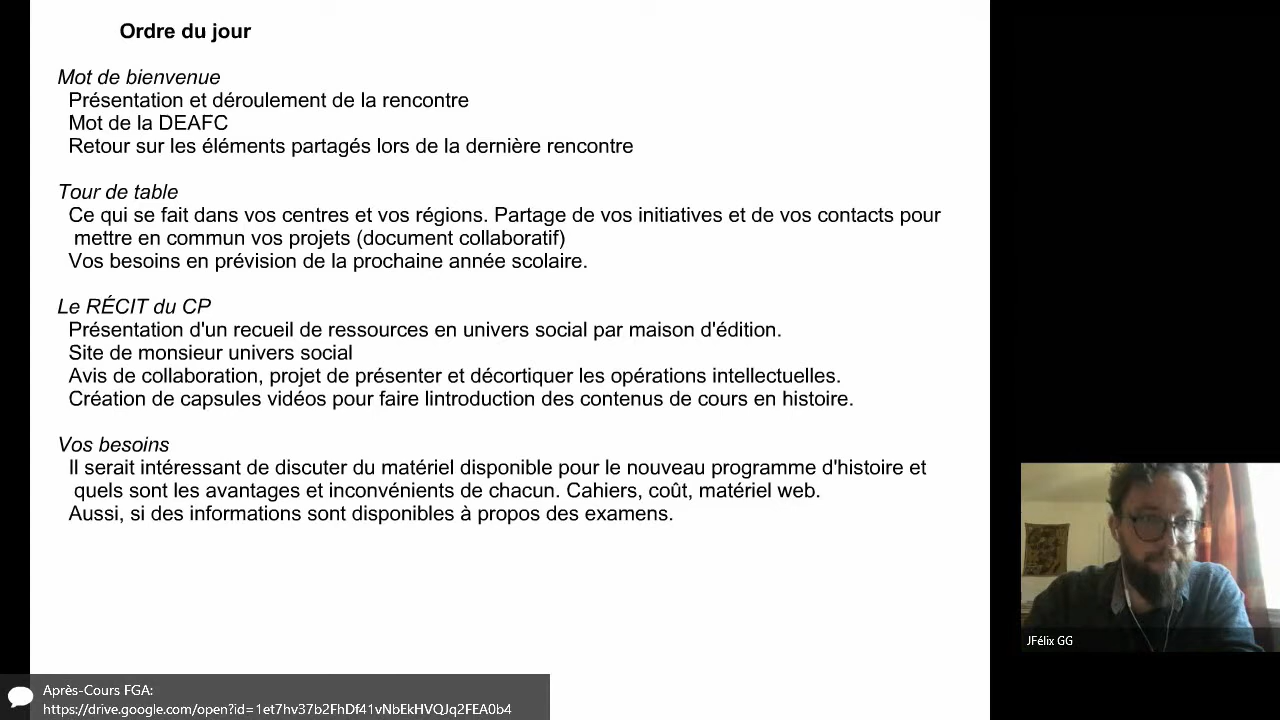 Ordre du jour
Mot de bienvenue
Présentation et déroulement de la rencontre
Mot de la DEAFC
Retour sur les éléments partagés lors de la dernière rencontre
Tour de table
Ce qui se fait dans vos centres et vos régions. Partage de vos initiatives et de vos contacts pour
mettre en commun vos projets (document collaboratif)
Vos besoins en prévision de la prochaine année scolaire.
Le RÉCIT du CP
Présentation d'un recueil de ressources en univers social par maison d'édition.
Site de monsieur univers social
Avis de collaboration, projet de présenter et décortiquer les opérations intellectuelles.
Création de capsules vidéos pour faire lintroduction des contenus de cours en histoire.
Vos besoins
Il serait intéressant de discuter du matériel disponible pour le nouveau programme d'histoire et
quels sont les avantages et inconvénients de chacun. Cahiers, coût, matériel web.
Aussi, si des informations sont disponibles à propos des examens.
JFélix GG
Après-Cours FGA:
https://drive.google.com/open?id=1et7hv37b2FhDf41vNbEkHVQJq2FEA0b4